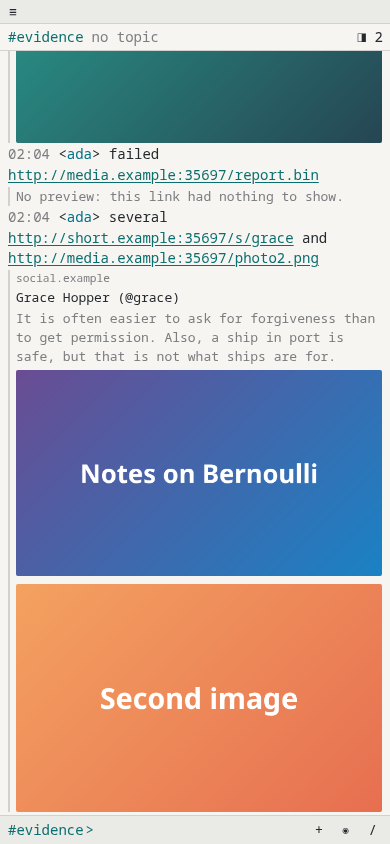 ≡
#evidence no topic ◨ 2
02:04 <ada> failed
http://media.example:35697/report.bin
No preview: this link had nothing to show.
02:04 <ada> several
http://short.example:35697/s/grace and
http://media.example:35697/photo2.png
social.example
Grace Hopper (@grace)
It is often easier to ask for forgiveness than
to get permission. Also, a ship in port is
safe, but that is not what ships are for.
Notes on Bernoulli
Second image
#evidence> + ◉ /